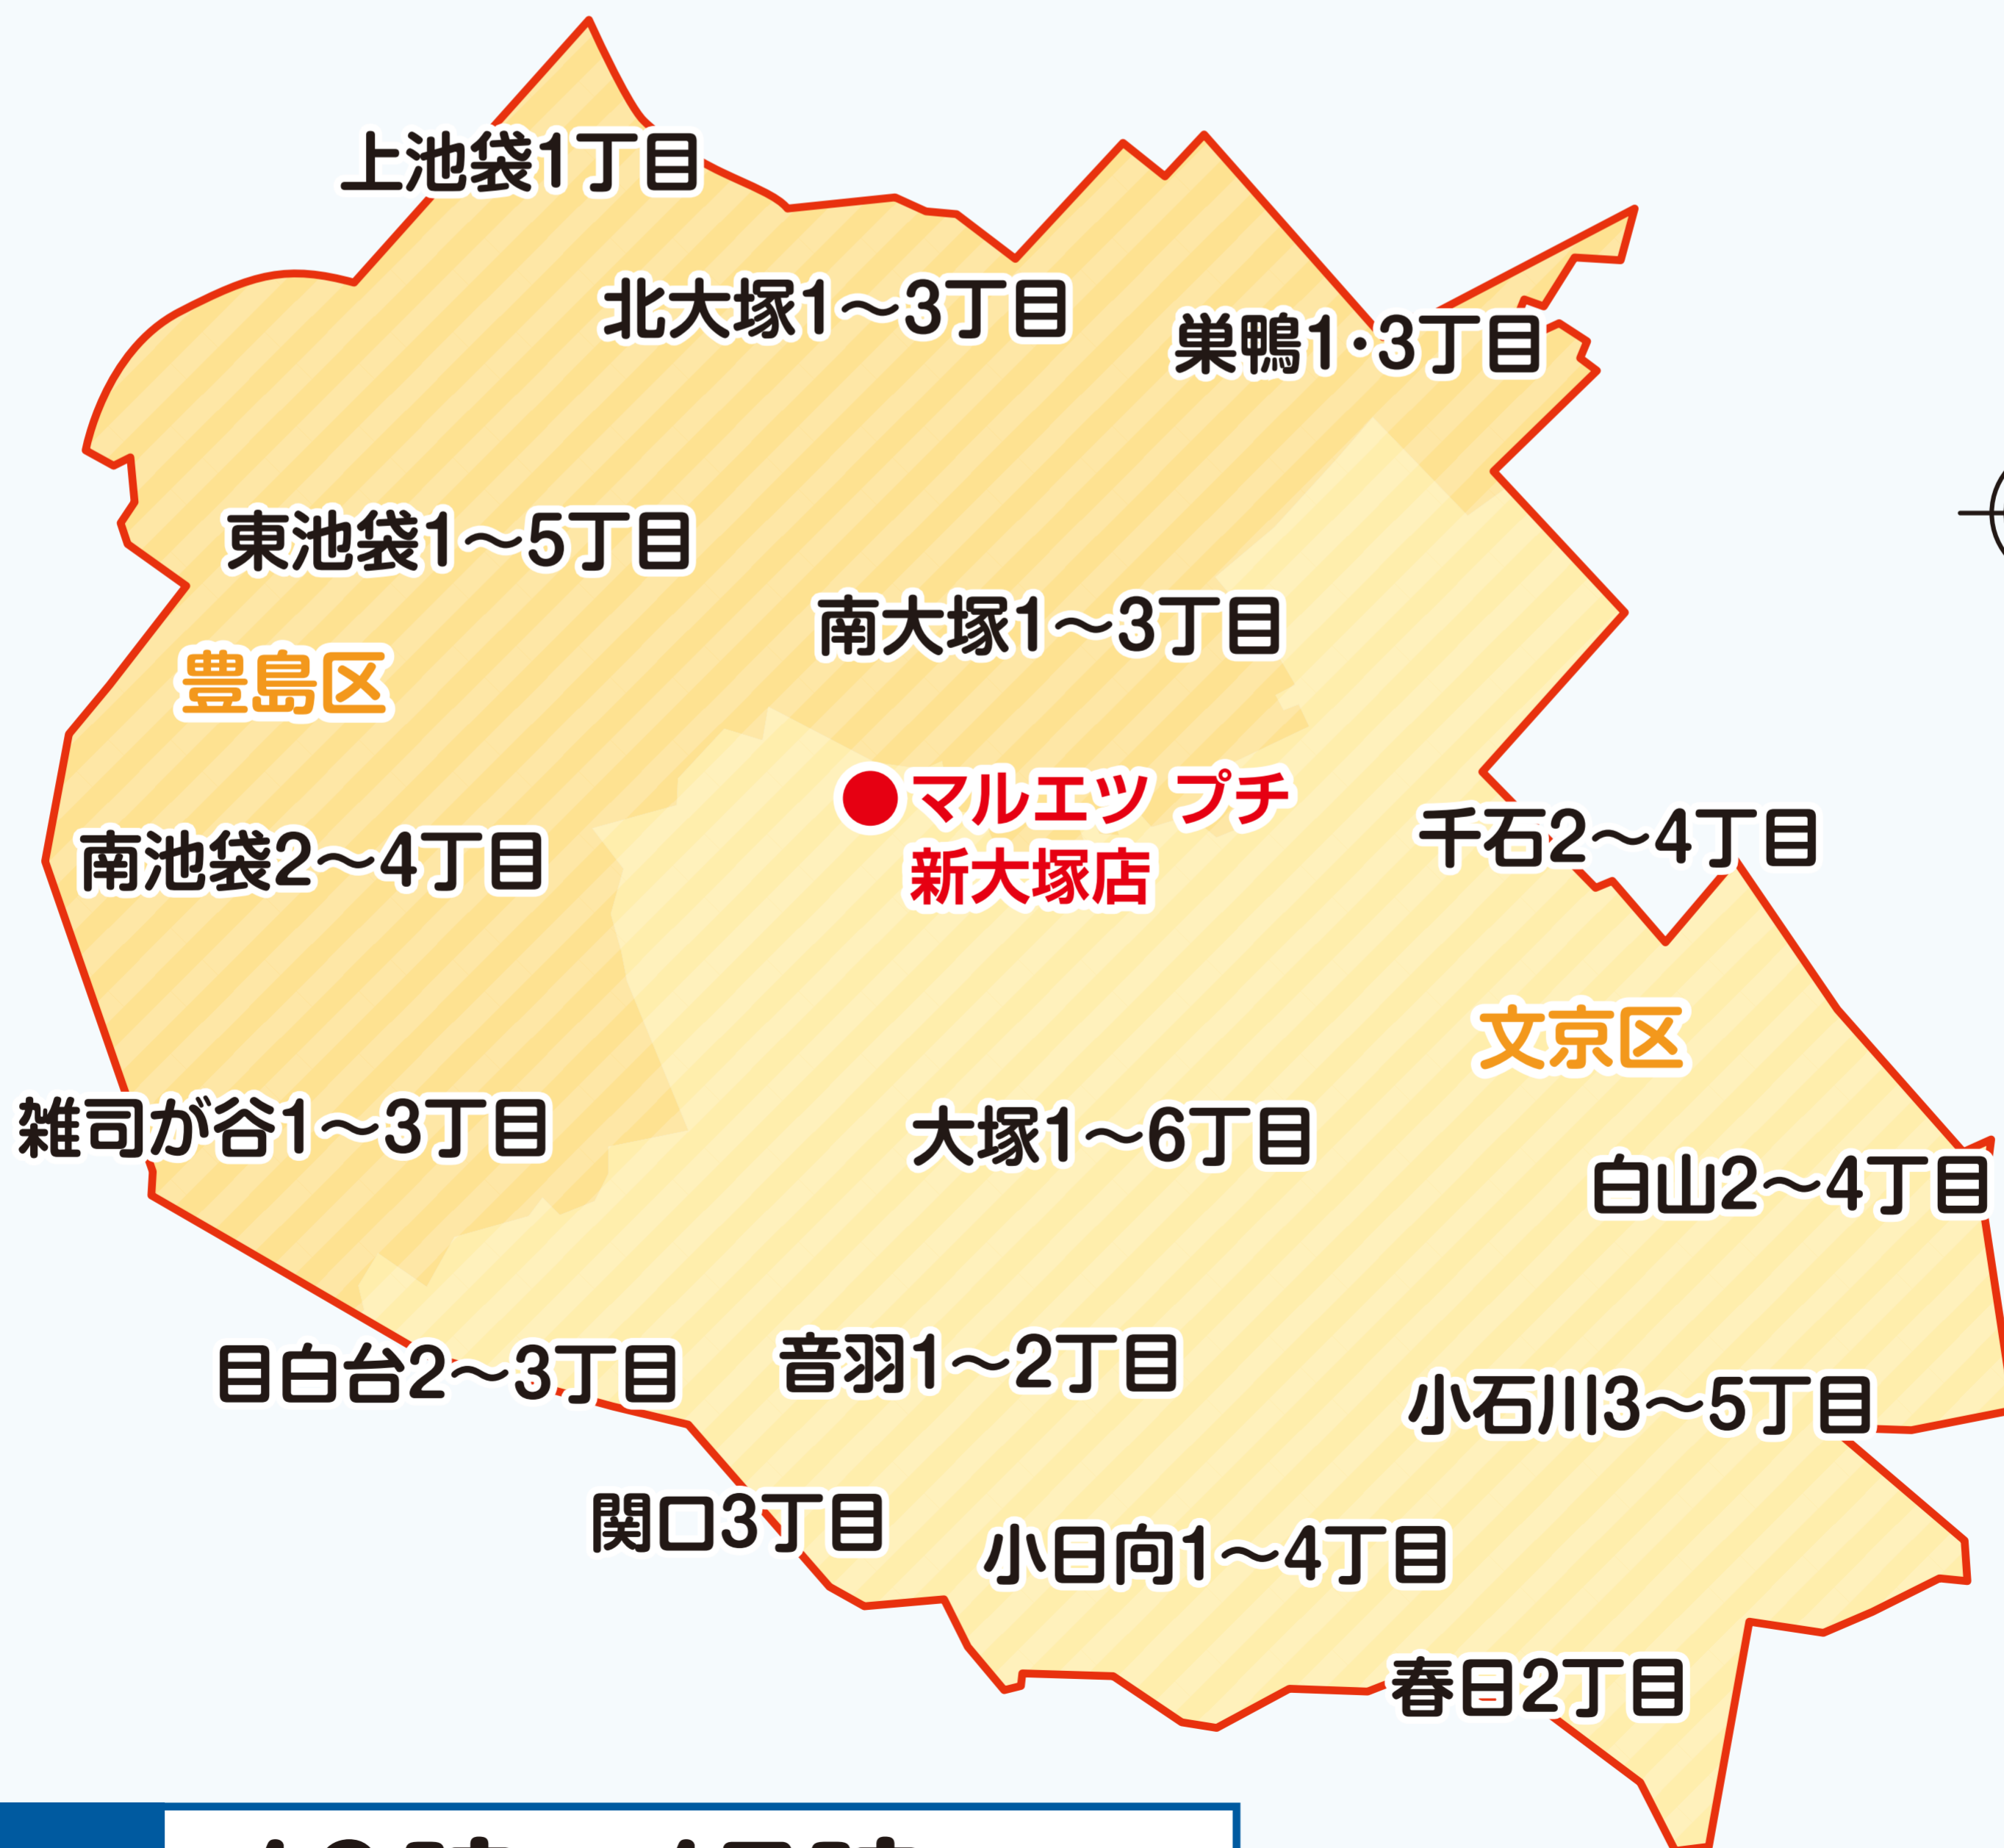 上池袋1丁目
北大塚1〜3丁目
巣鴨1・3丁目
東池袋1〜5丁目
南大塚1〜3丁目
豊島区
マルエツ プチ
新大塚店
千石2〜4丁目
南池袋2〜4丁目
文京区
雑司が谷1〜3丁目
大塚1〜6丁目
白山2〜4丁目
目白台2〜3丁目
音羽1〜2丁目
小石川3〜5丁目
関口3丁目
小日向1〜4丁目
春日2丁目